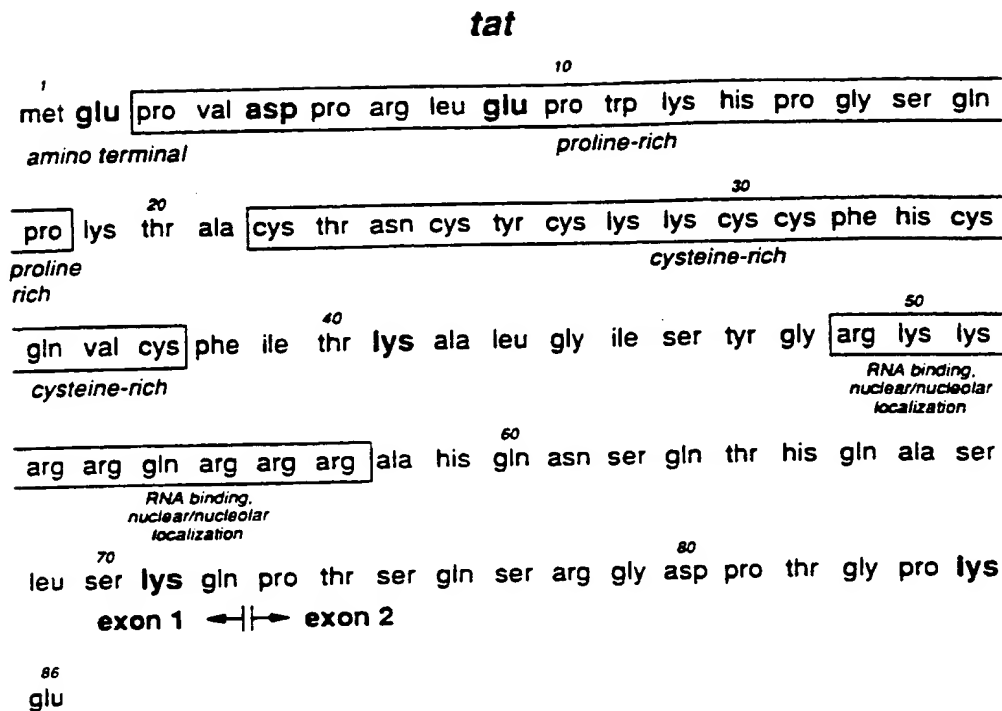 tat
1 10
met glu pro val asp pro arg leu glu pro trp lys his pro gly ser gln
amino terminal proline-rich
20 30
pro lys thr ala cys thr asn cys tyr cys lys lys cys cys phe his cys
proline cysteine-rich
rich
40 50
gln val cys phe ile thr lys ala leu gly ile ser tyr gly arg lys lys
cysteine-rich RNA binding,
nuclear/nucleolar
localization
60
arg arg gln arg arg arg ala his gln asn ser gln thr his gln ala ser
RNA binding,
nuclear/nucleolar
localization
70 80
leu ser lys gln pro thr ser gln ser arg gly asp pro thr gly pro lys
exon 1 exon 2
86
glu